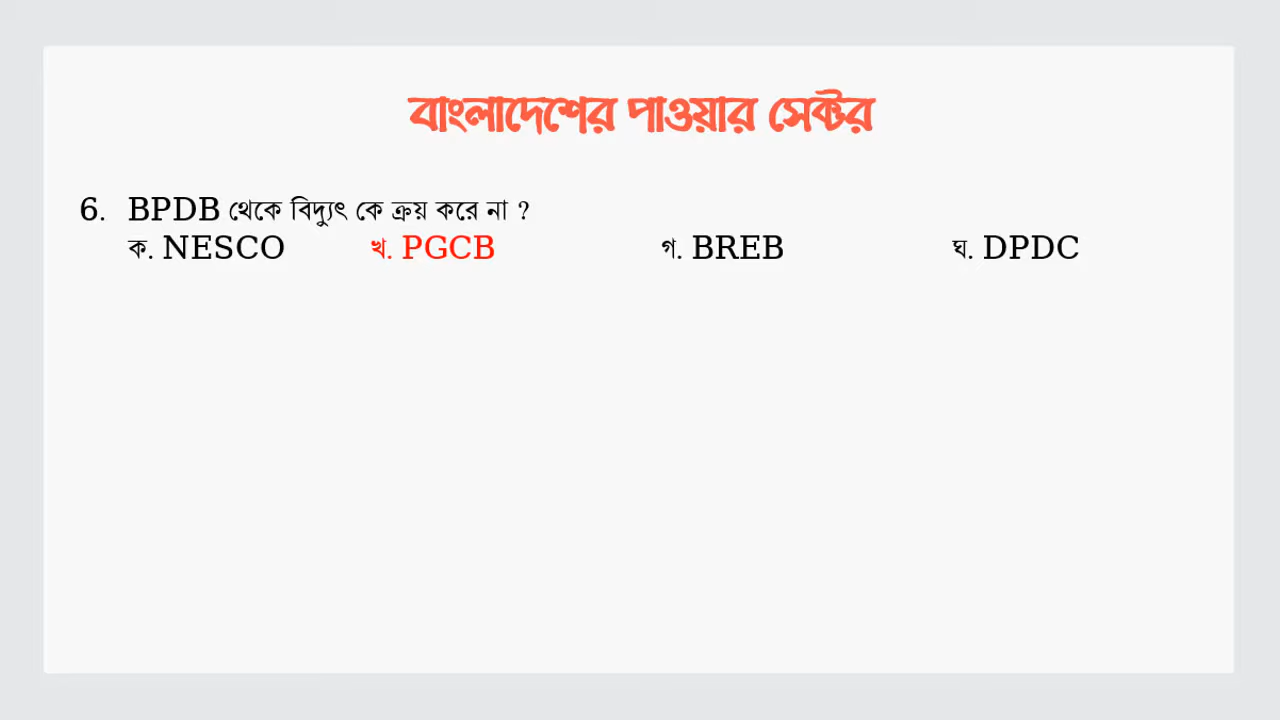 বাংলাদেশের পাওয়ার সেক্টর
6. BPDB থেকে বিদ্যুৎ কে ক্রয় করে না ?
ক. NESCO খ. PGCB গ. BREB ঘ. DPDC